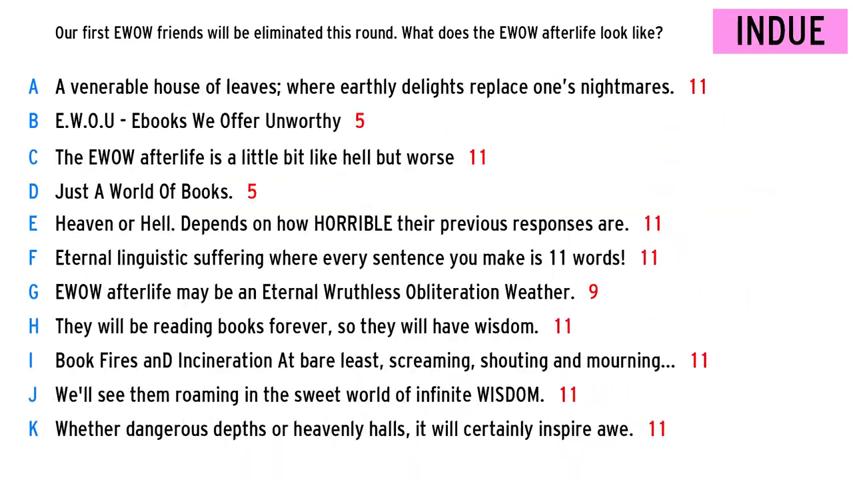 Our first EWOW friends will be eliminated this round. What does the EWOW afterlife look like?
INDUE
A A venerable house of leaves; where earthly delights replace one's nightmares. 11
B E.W.O.U - Ebooks We Offer Unworthy 5
C The EWOW afterlife is a little bit like hell but worse 11
D Just A World Of Books. 5
E Heaven or Hell. Depends on how HORRIBLE their previous responses are. 11
F Eternal linguistic suffering where every sentence you make is 11 words! 11
G EWOW afterlife may be an Eternal Wruthless Obliteration Weather. 9
H They will be reading books forever, so they will have wisdom. 11
I Book Fires anD Incineration At bare least, screaming, shouting and mourning... 11
J We'll see them roaming in the sweet world of infinite WISDOM. 11
K Whether dangerous depths or heavenly halls, it will certainly inspire awe. 11